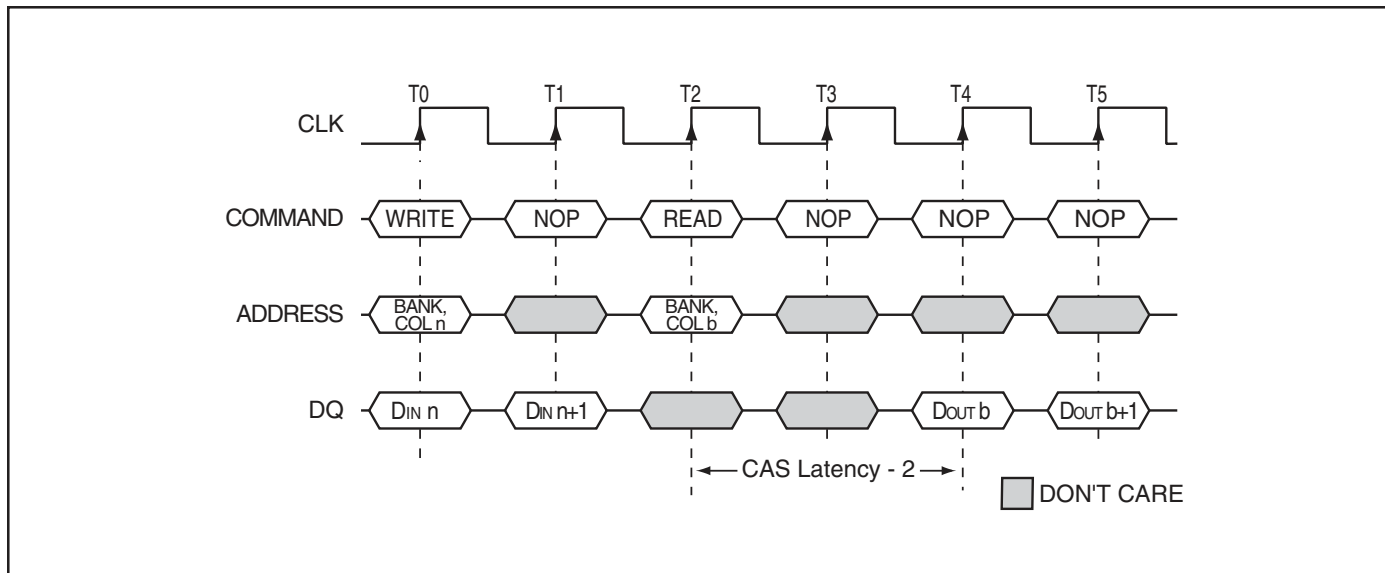 T0 T1 T2 T3 T4 T5
CLK
COMMAND WRITE NOP READ NOP NOP NOP
ADDRESS BANK, COL n BANK, COL b
DQ DIN n DIN n+1 DOUT b DOUT b+1
CAS Latency - 2
DON'T CARE